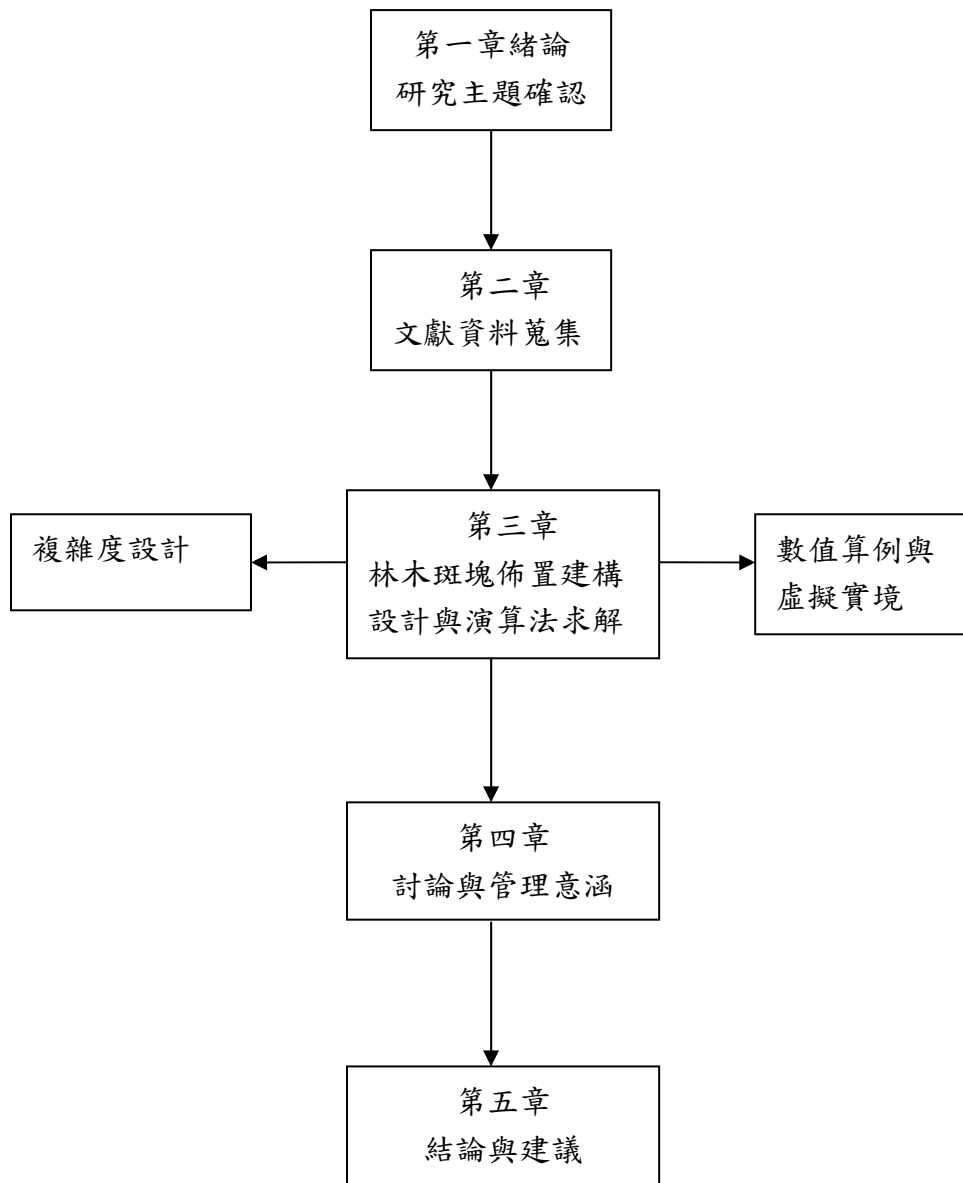 第一章緒論
研究主題確認
第二章
文獻資料蒐集
第三章
林木斑塊佈置建構
設計與演算法求解
複雜度設計
數值算例與
虛擬實境
第四章
討論與管理意涵
第五章
結論與建議